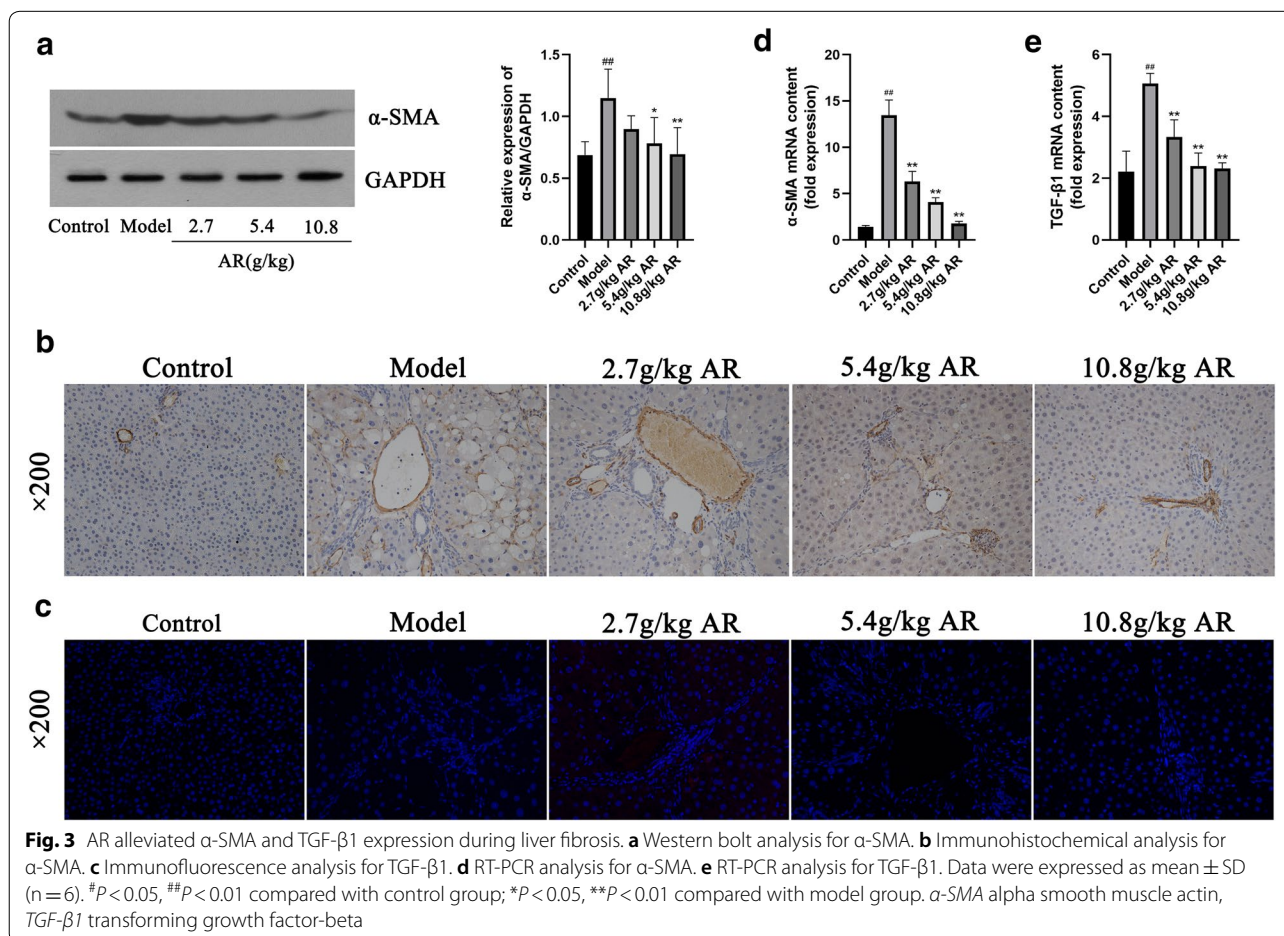 a
α-SMA
GAPDH
Control Model 2.7 5.4 10.8
AR(g/kg)
Relative expression of
α-SMA/GAPDH
1.5
1.0
0.5
0.0
##
*
**
Control
Model
2.7g/kg AR
5.4g/kg AR
10.8g/kg AR
d
α-SMA mRNA content
(fold expression)
20
15
10
5
0
##
**
**
**
Control
Model
2.7g/kg AR
5.4g/kg AR
10.8g/kg AR
e
TGF-β1 mRNA content
(fold expression)
6
4
2
0
##
**
**
**
Control
Model
2.7g/kg AR
5.4g/kg AR
10.8g/kg AR
b
Control Model 2.7g/kg AR 5.4g/kg AR 10.8g/kg AR
×200
c
Control Model 2.7g/kg AR 5.4g/kg AR 10.8g/kg AR
×200
Fig. 3 AR alleviated α-SMA and TGF-β1 expression during liver fibrosis. a Western bolt analysis for α-SMA. b Immunohistochemical analysis for
α-SMA. c Immunofluorescence analysis for TGF-β1. d RT-PCR analysis for α-SMA. e RT-PCR analysis for TGF-β1. Data were expressed as mean ± SD
(n = 6). #P < 0.05, ##P < 0.01 compared with control group; *P < 0.05, **P < 0.01 compared with model group. α-SMA alpha smooth muscle actin,
TGF-β1 transforming growth factor-beta